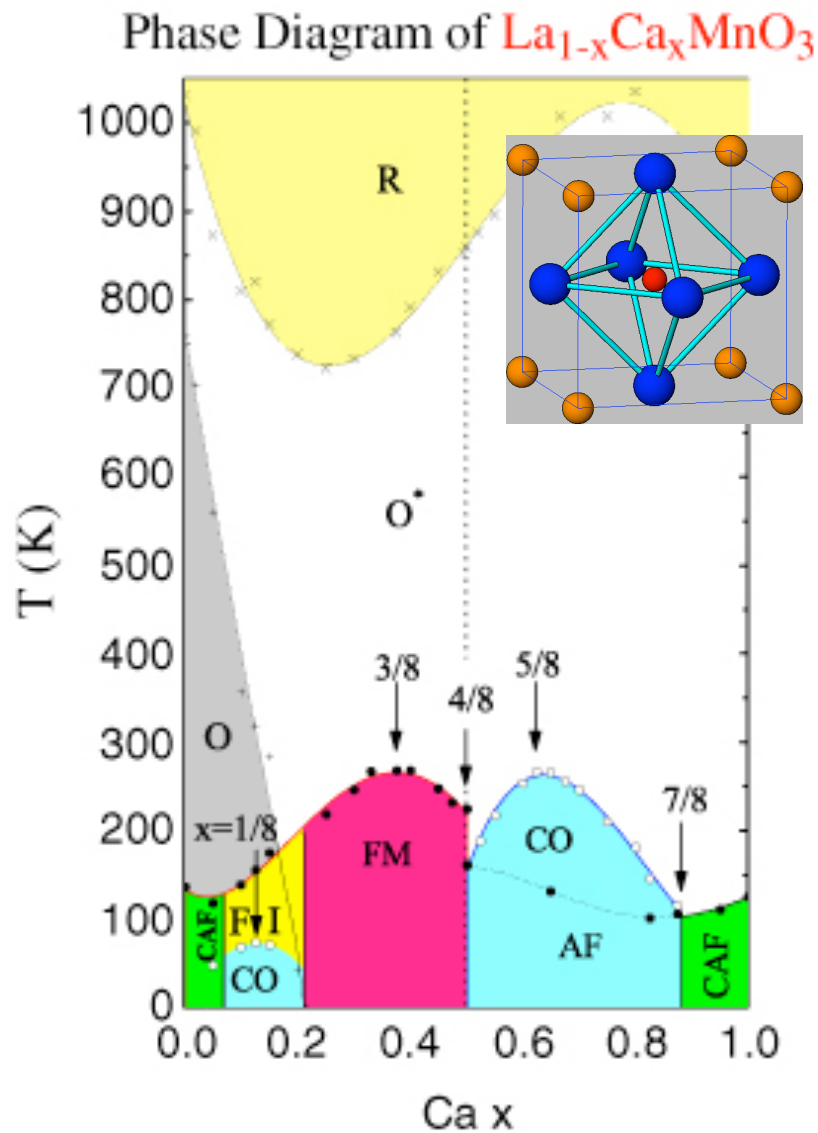 Phase Diagram of La1-xCaxMnO3
1000
900
800
700
600
500
400
300
200
100
0
T (K)
R
O*
O
3/8
4/8
5/8
7/8
x=1/8
FM
CO
AF
CAF
F I
CO
CAF
0.0 0.2 0.4 0.6 0.8 1.0
Ca x